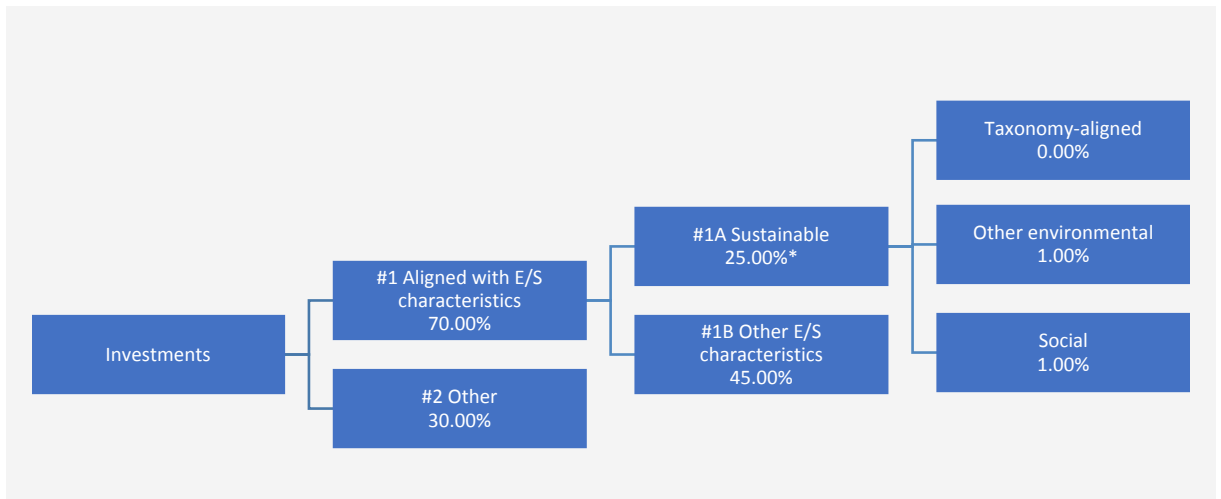 Investments
#1 Aligned with E/S
characteristics
70.00%
#2 Other
30.00%
#1A Sustainable
25.00%*
#1B Other E/S
characteristics
45.00%
Taxonomy-aligned
0.00%
Other environmental
1.00%
Social
1.00%